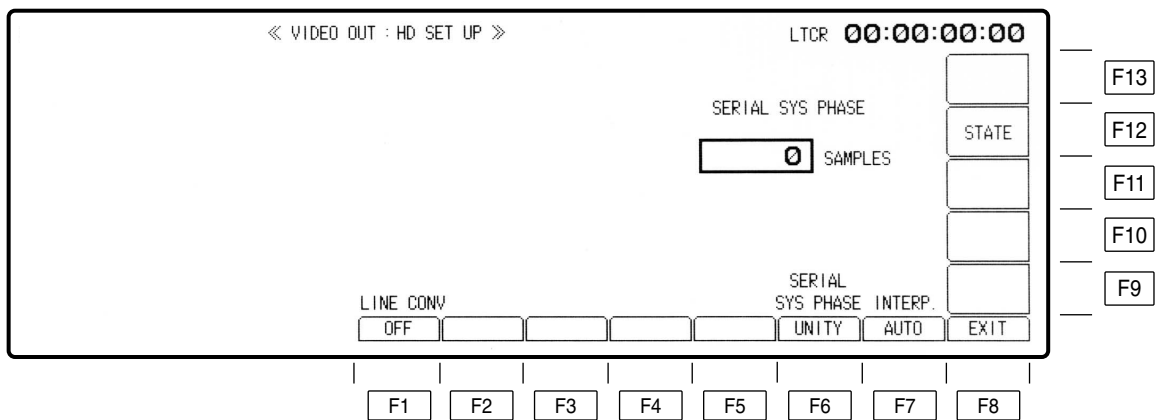 ≪ VIDEO OUT : HD SET UP ≫ LTCR 00:00:00:00
F13
SERIAL SYS PHASE
STATE F12
0 SAMPLES
F11
F10
F9
LINE CONV SERIAL SYS PHASE INTERP.
OFF UNITY AUTO EXIT
F1 F2 F3 F4 F5 F6 F7 F8